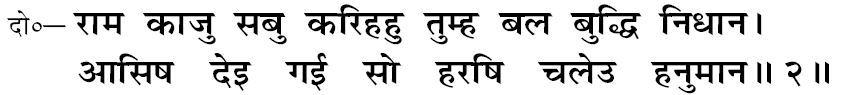 दो०— राम काजु सबु करिहहु तुम्ह बल बुद्धि निधान।
आसिष देइ गई सो हरषि चलेउ हनुमान॥ २॥